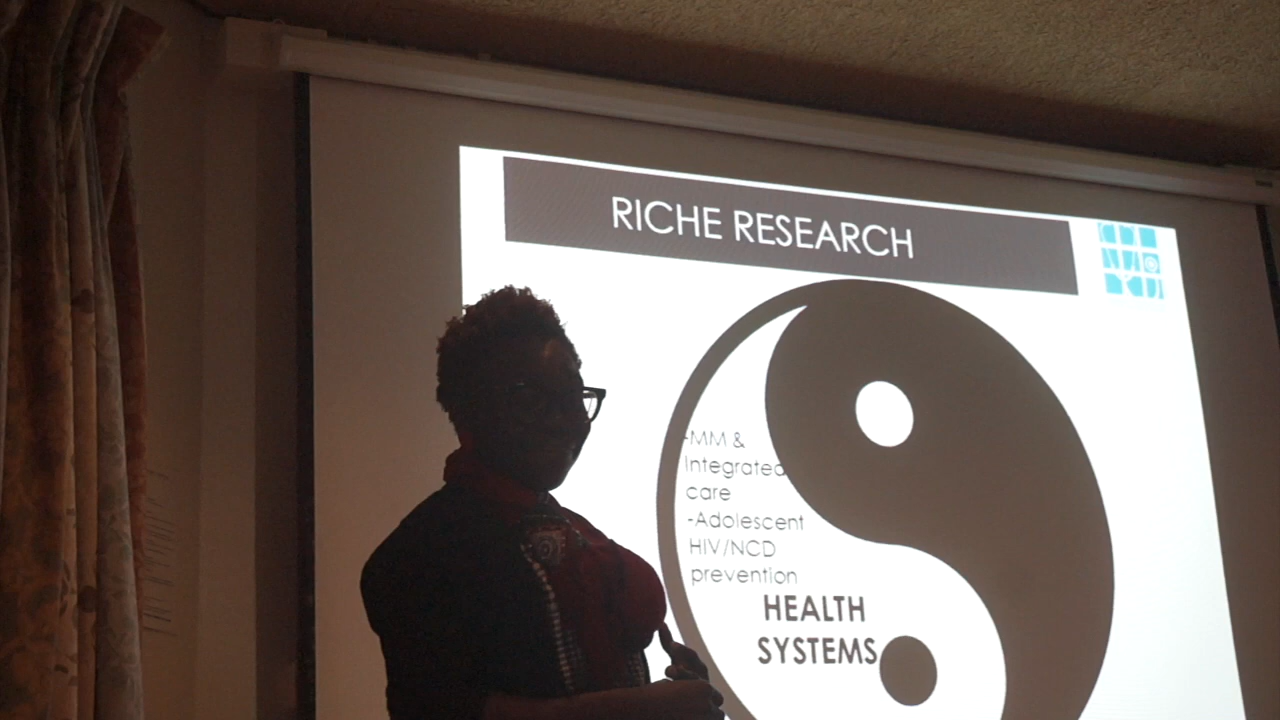 RICHE RESEARCH
-MM &
Integrated
care
-Adolescent
HIV/NCD
prevention
HEALTH
SYSTEMS